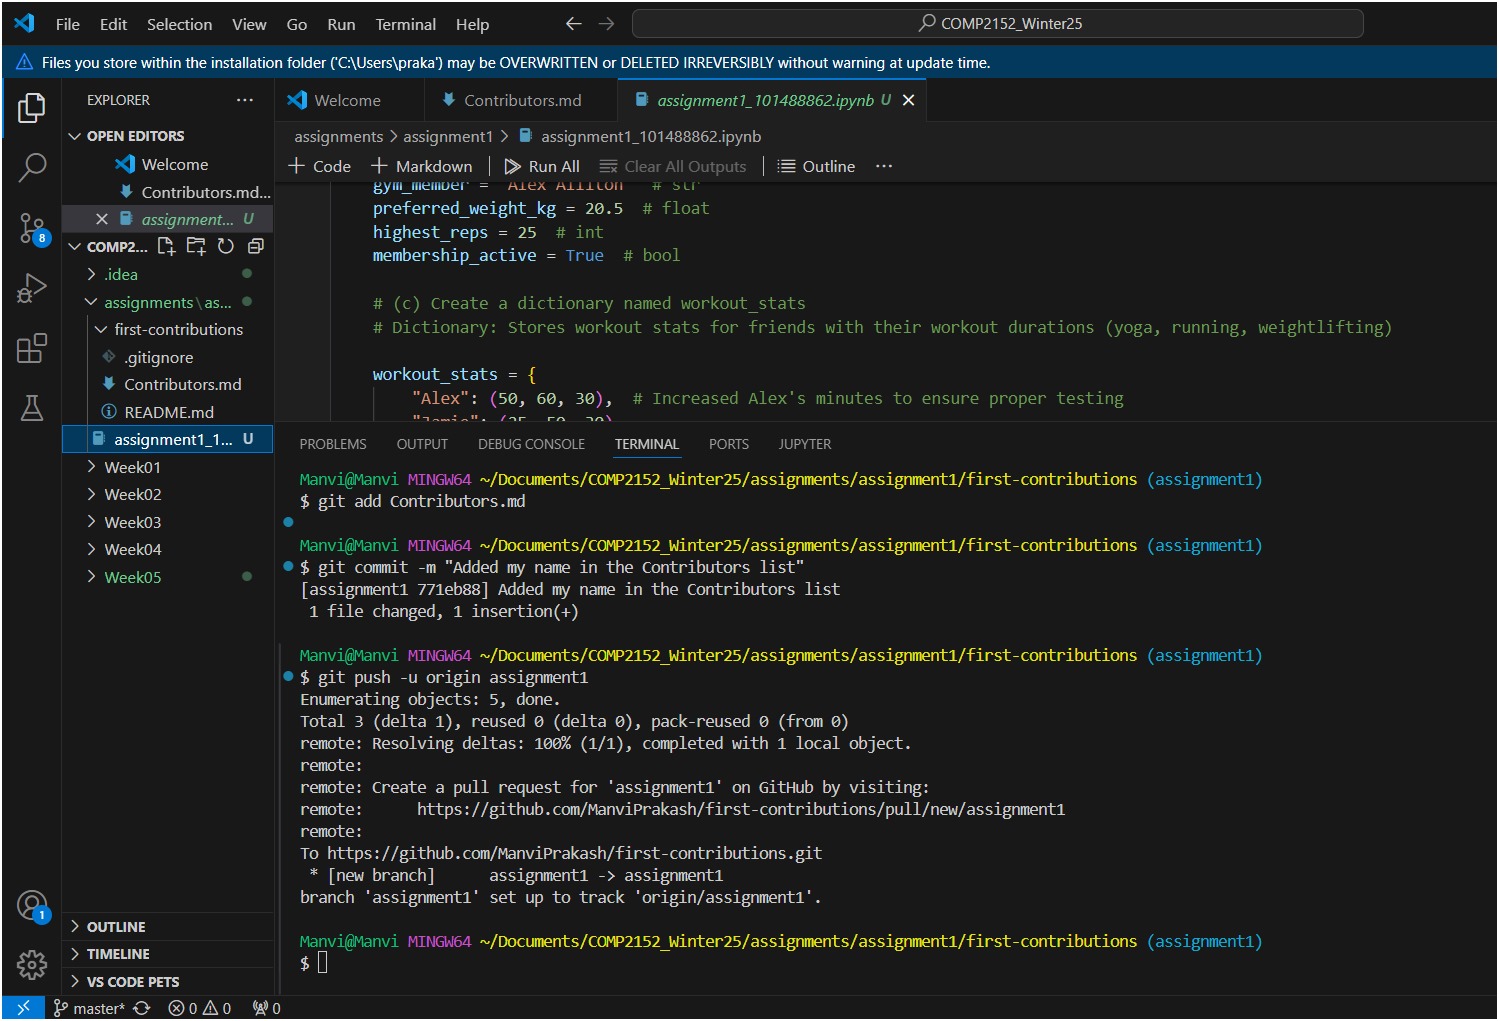 File Edit Selection View Go Run Terminal Help COMP2152_Winter25
Files you store within the installation folder ('C:\Users\praka') may be OVERWRITTEN or DELETED IRREVERSIBLY without warning at update time.
EXPLORER
OPEN EDITORS
Welcome
Contributors.md...
assignment... U
COMP2...
.idea
assignments\as...
first-contributions
.gitignore
Contributors.md
README.md
assignment1_1... U
Week01
Week02
Week03
Week04
Week05
OUTLINE
TIMELINE
VS CODE PETS
8
1
Welcome Contributors.md assignment1_101488862.ipynb U
assignments > assignment1 > assignment1_101488862.ipynb
+ Code + Markdown Run All Clear All Outputs Outline ...
gym_member = "Alex Alliton" # str
preferred_weight_kg = 20.5 # float
highest_reps = 25 # int
membership_active = True # bool
# (c) Create a dictionary named workout_stats
# Dictionary: Stores workout stats for friends with their workout durations (yoga, running, weightlifting)
workout_stats = {
"Alex": (50, 60, 30), # Increased Alex's minutes to ensure proper testing
PROBLEMS OUTPUT DEBUG CONSOLE TERMINAL PORTS JUPYTER
Manvi@Manvi MINGW64 ~/Documents/COMP2152_Winter25/assignments/assignment1/first-contributions (assignment1)
$ git add Contributors.md
Manvi@Manvi MINGW64 ~/Documents/COMP2152_Winter25/assignments/assignment1/first-contributions (assignment1)
$ git commit -m "Added my name in the Contributors list"
[assignment1 771eb88] Added my name in the Contributors list
1 file changed, 1 insertion(+)
Manvi@Manvi MINGW64 ~/Documents/COMP2152_Winter25/assignments/assignment1/first-contributions (assignment1)
$ git push -u origin assignment1
Enumerating objects: 5, done.
Total 3 (delta 1), reused 0 (delta 0), pack-reused 0 (from 0)
remote: Resolving deltas: 100% (1/1), completed with 1 local object.
remote:
remote: Create a pull request for 'assignment1' on GitHub by visiting:
remote: https://github.com/ManviPrakash/first-contributions/pull/new/assignment1
remote:
To https://github.com/ManviPrakash/first-contributions.git
* [new branch] assignment1 -> assignment1
branch 'assignment1' set up to track 'origin/assignment1'.
Manvi@Manvi MINGW64 ~/Documents/COMP2152_Winter25/assignments/assignment1/first-contributions (assignment1)
$
master* 0 0 0